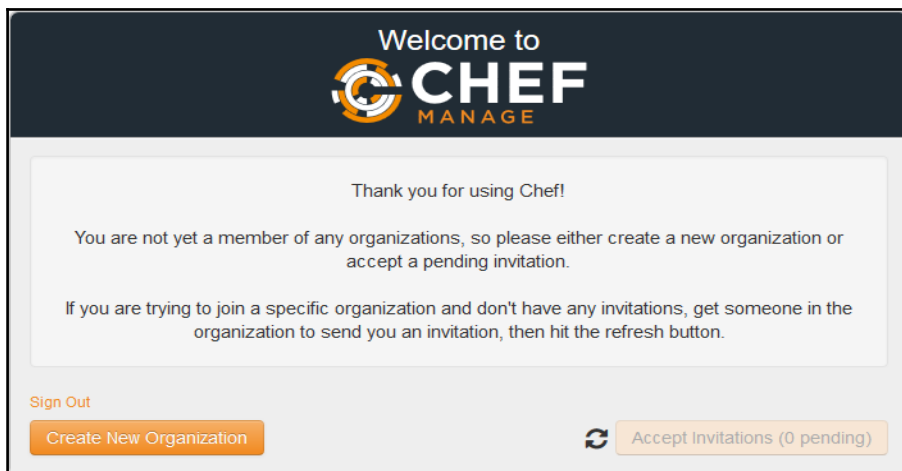 Welcome to
CHEF
MANAGE
Thank you for using Chef!
You are not yet a member of any organizations, so please either create a new organization or
accept a pending invitation.
If you are trying to join a specific organization and don't have any invitations, get someone in the
organization to send you an invitation, then hit the refresh button.
Sign Out
Create New Organization
Accept Invitations (0 pending)